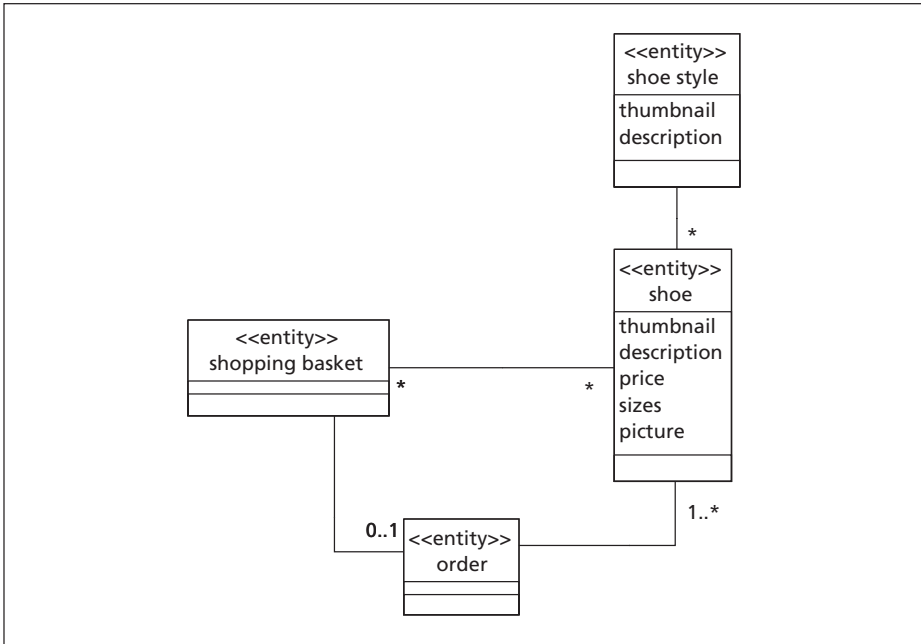 <<entity>>
shoe style
thumbnail
description
*
<<entity>>
shoe
thumbnail
description
price
sizes
picture
<<entity>>
shopping basket
*
*
0..1
1..*
<<entity>>
order